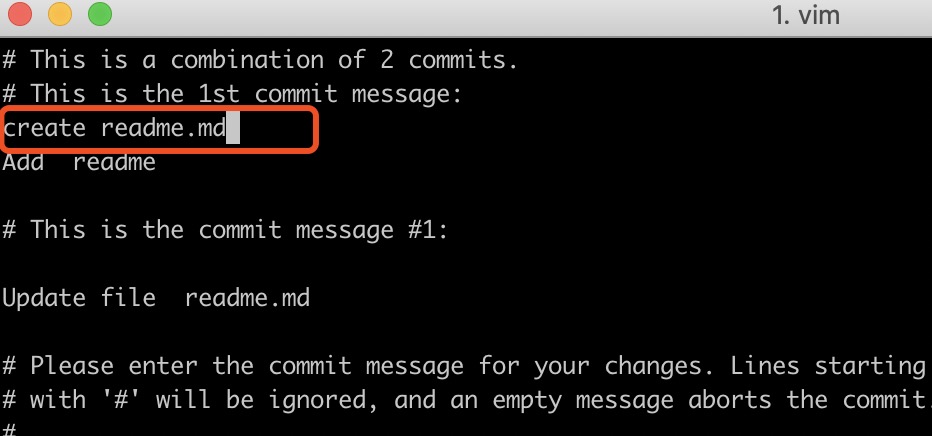 1. vim
# This is a combination of 2 commits.
# This is the 1st commit message:
create readme.md
Add  readme
# This is the commit message #1:
Update file  readme.md
# Please enter the commit message for your changes. Lines starting
# with '#' will be ignored, and an empty message aborts the commit.
#